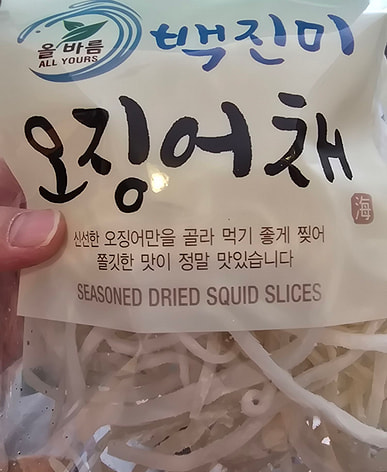 올바름
ALL YOURS
백진미
오징어채
海
신선한 오징어만을 골라 먹기 좋게 찢어
쫄깃한 맛이 정말 맛있습니다
SEASONED DRIED SQUID SLICES